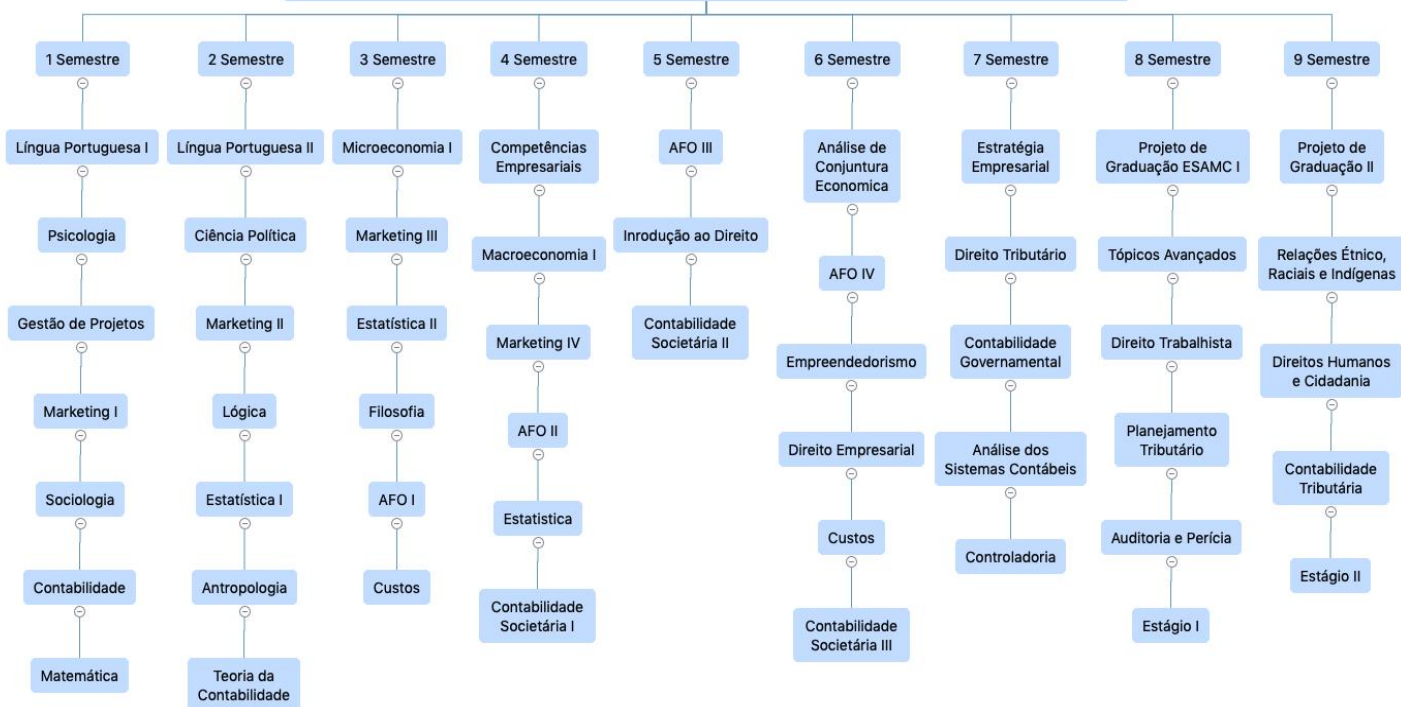 1 Semestre
Língua Portuguesa I
Psicologia
Gestão de Projetos
Marketing I
Sociologia
Contabilidade
Matemática
2 Semestre
Língua Portuguesa II
Ciência Política
Marketing II
Lógica
Estatística I
Antropologia
Teoria da
Contabilidade
3 Semestre
Microeconomia I
Marketing III
Estatística II
Filosofia
AFO I
Custos
4 Semestre
Competências
Empresariais
Macroeconomia I
Marketing IV
AFO II
Estatistica
Contabilidade
Societária I
5 Semestre
AFO III
Inrodução ao Direito
Contabilidade
Societária II
6 Semestre
Análise de
Conjuntura
Economica
AFO IV
Empreendedorismo
Direito Empresarial
Custos
Contabilidade
Societária III
7 Semestre
Estratégia
Empresarial
Direito Tributário
Contabilidade
Governamental
Análise dos
Sistemas Contábeis
Controladoria
8 Semestre
Projeto de
Graduação ESAMC I
Tópicos Avançados
Direito Trabalhista
Planejamento
Tributário
Auditoria e Perícia
Estágio I
9 Semestre
Projeto de
Graduação II
Relações Étnico,
Raciais e Indígenas
Direitos Humanos
e Cidadania
Contabilidade
Tributária
Estágio II